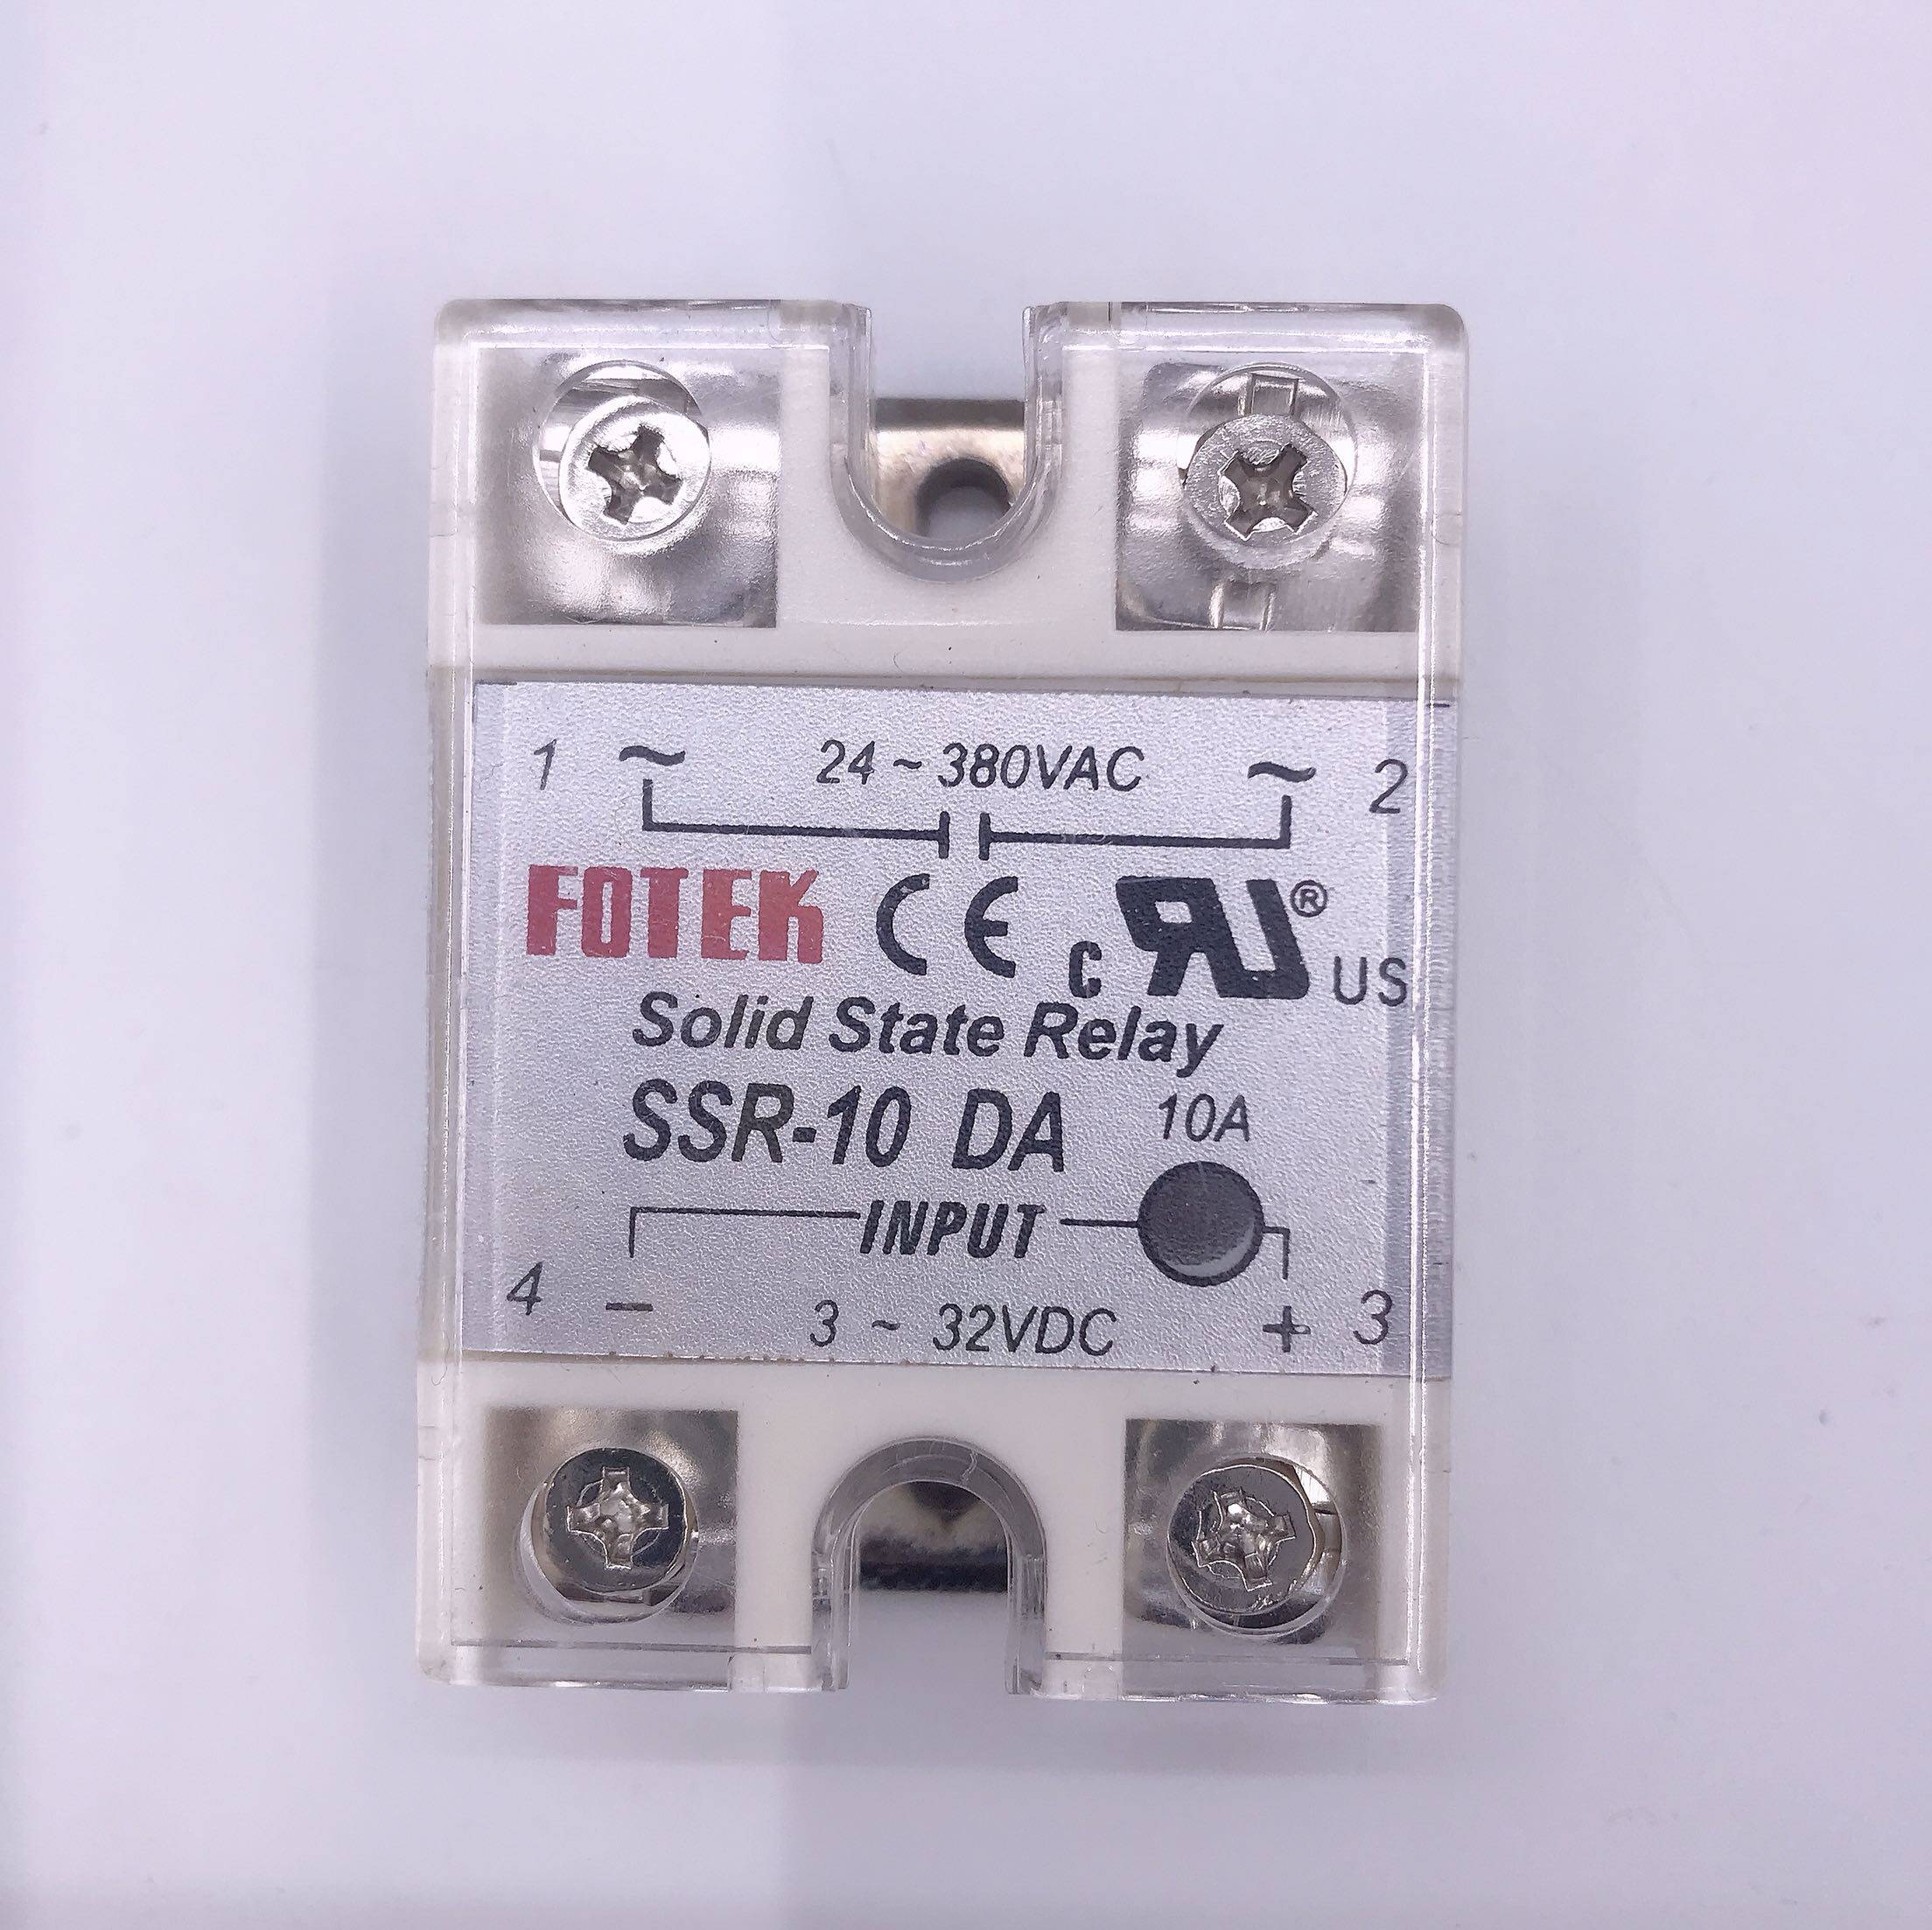 1 ~ 24 ~ 380VAC ~ 2
FOTEK CE c RU® US
Solid State Relay
SSR-10 DA 10A
INPUT
4 − 3 ~ 32VDC + 3